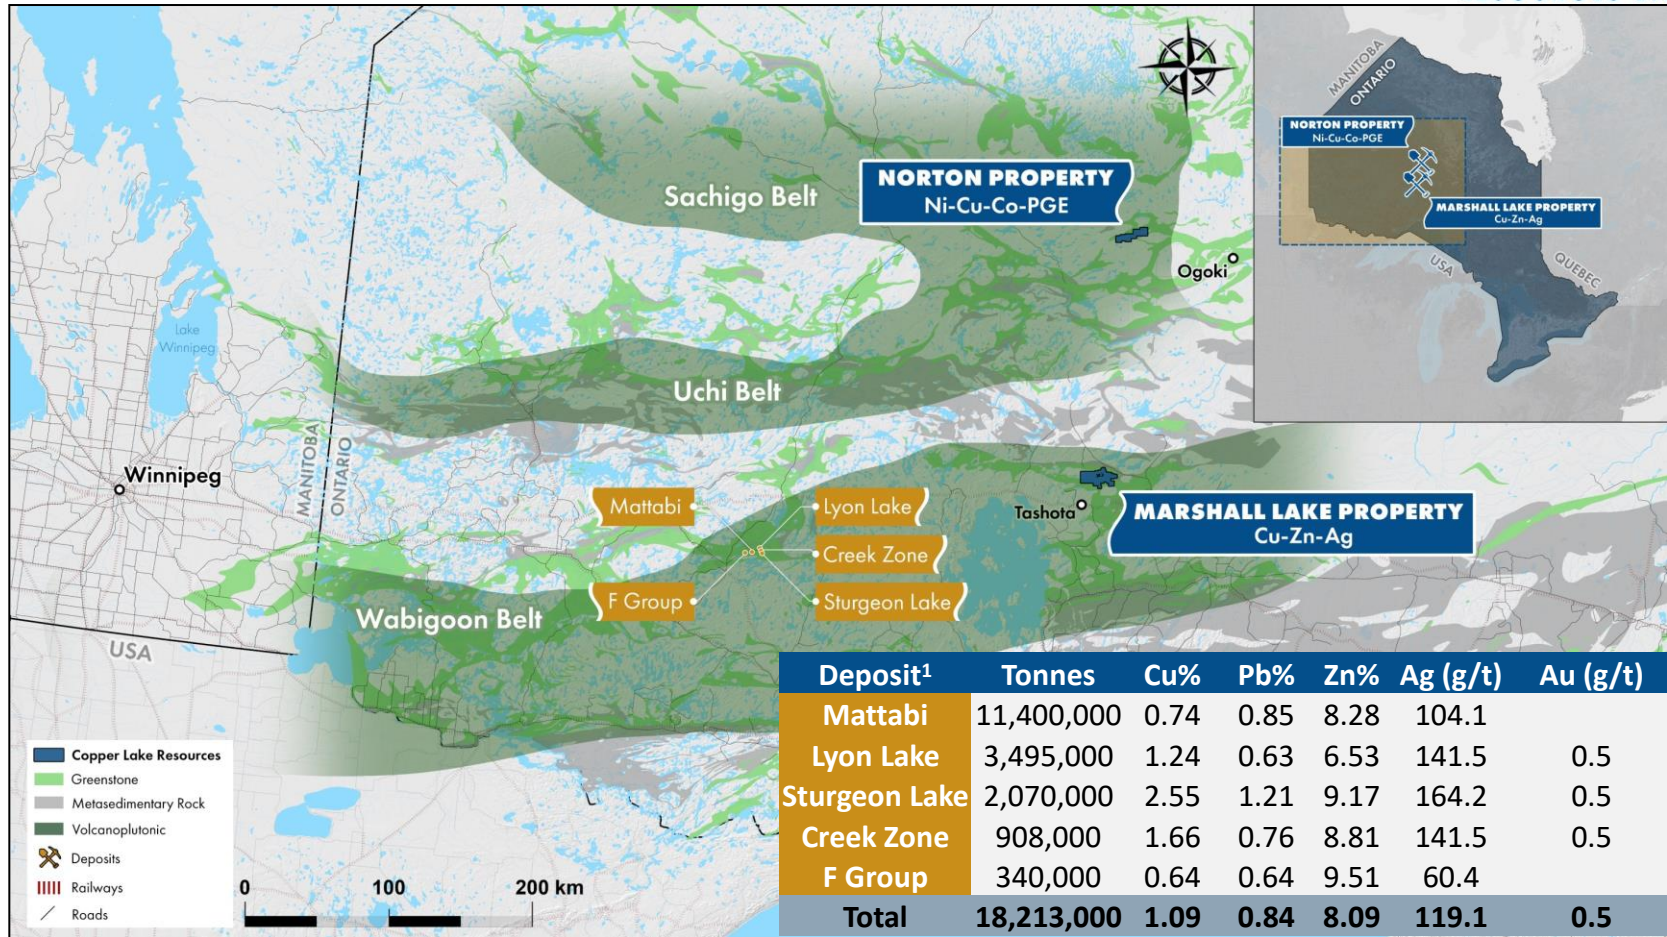 MANITOBA
ONTARIO
NORTON PROPERTY
Ni-Cu-Co-PGE
MARSHALL LAKE PROPERTY
Cu-Zn-Ag
USA
QUEBEC
Sachigo Belt
NORTON PROPERTY
Ni-Cu-Co-PGE
Ogoki
Lake
Winnipeg
Uchi Belt
Winnipeg
MANITOBA
ONTARIO
Mattabi
Lyon Lake
Creek Zone
F Group
Sturgeon Lake
Tashota
MARSHALL LAKE PROPERTY
Cu-Zn-Ag
Wabigoon Belt
USA
Copper Lake Resources
Greenstone
Metasedimentary Rock
Volcanoplutonic
Deposits
Railways
Roads
0 100 200 km
Deposit¹ Tonnes Cu% Pb% Zn% Ag (g/t) Au (g/t)
Mattabi 11,400,000 0.74 0.85 8.28 104.1
Lyon Lake 3,495,000 1.24 0.63 6.53 141.5 0.5
Sturgeon Lake 2,070,000 2.55 1.21 9.17 164.2 0.5
Creek Zone 908,000 1.66 0.76 8.81 141.5 0.5
F Group 340,000 0.64 0.64 9.51 60.4
Total 18,213,000 1.09 0.84 8.09 119.1 0.5